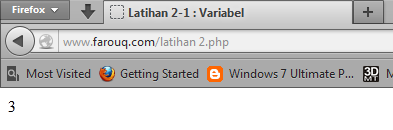 Firefox
Latihan 2-1 : Variabel
www.farouq.com/latihan 2.php
Most Visited Getting Started Windows 7 Ultimate P... 3D MT M
3